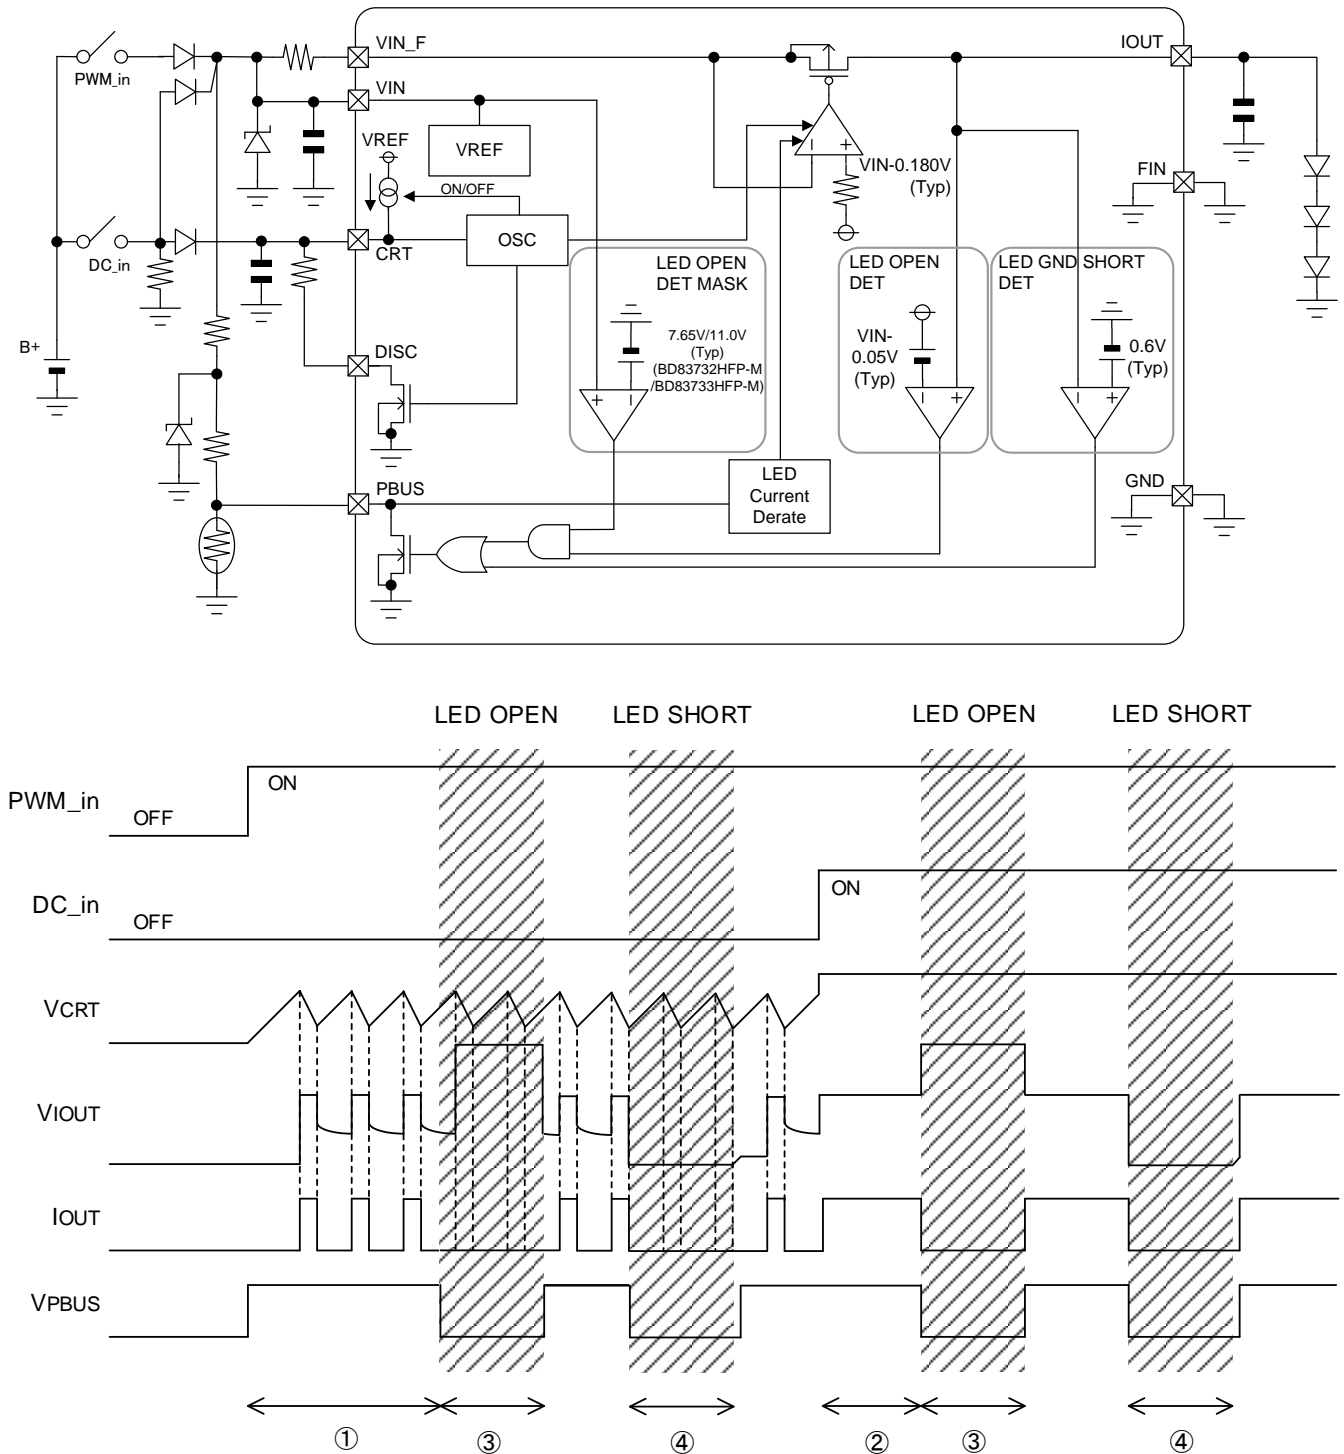 VIN_F
IOUT
PWM_in
VIN
VREF
VREF
VIN-0.180V
(Typ)
FIN
ON/OFF
OSC
CRT
DC_in
LED OPEN
DET MASK
LED OPEN
DET
LED GND SHORT
DET
7.65V/11.0V
(Typ)
(BD83732HFP-M
/BD83733HFP-M)
VIN-
0.05V
(Typ)
0.6V
(Typ)
B+
DISC
LED
Current
Derate
PBUS
GND
+
−
+
−
+
−
+
−
LED OPEN
LED SHORT
LED OPEN
LED SHORT
PWM_in
OFF
ON
DC_in
OFF
ON
VCRT
VIOUT
IOUT
VPBUS
① ③ ④ ② ③ ④